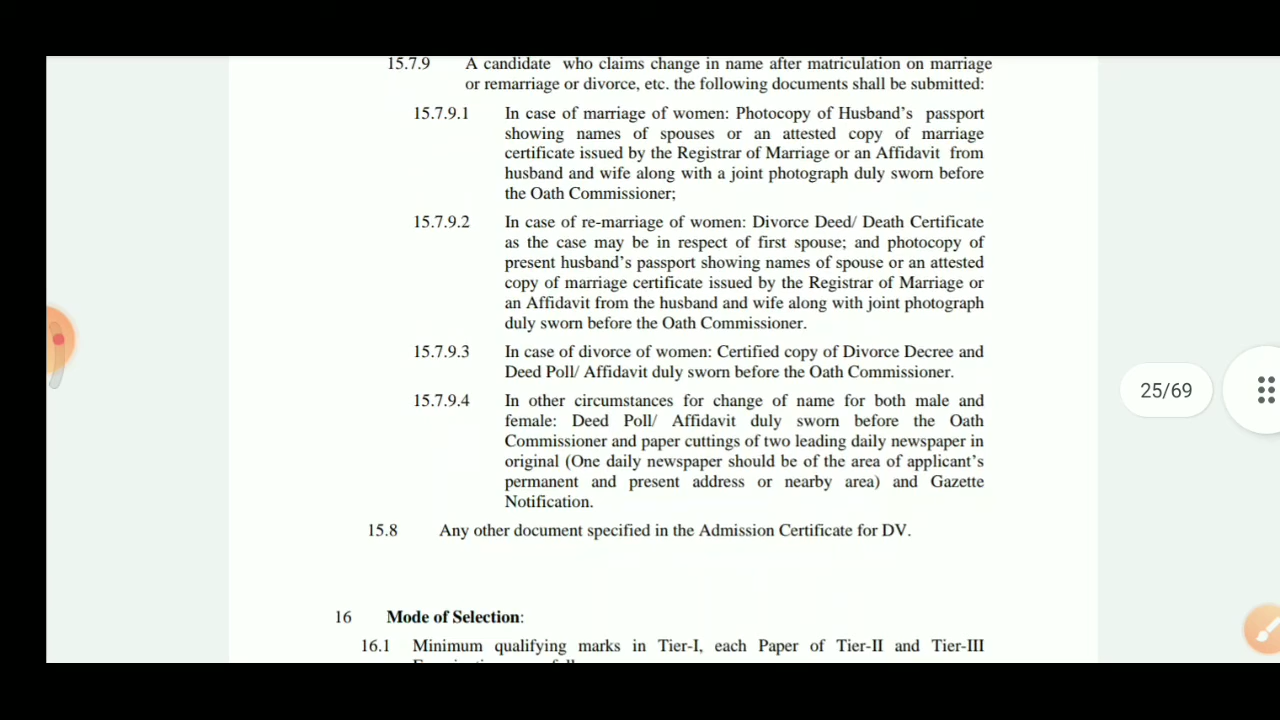 15.7.9 A candidate who claims change in name after matriculation on marriage
or remarriage or divorce, etc. the following documents shall be submitted:
15.7.9.1 In case of marriage of women: Photocopy of Husband's passport
showing names of spouses or an attested copy of marriage
certificate issued by the Registrar of Marriage or an Affidavit from
husband and wife along with a joint photograph duly sworn before
the Oath Commissioner;
15.7.9.2 In case of re-marriage of women: Divorce Deed/ Death Certificate
as the case may be in respect of first spouse; and photocopy of
present husband's passport showing names of spouse or an attested
copy of marriage certificate issued by the Registrar of Marriage or
an Affidavit from the husband and wife along with joint photograph
duly sworn before the Oath Commissioner.
15.7.9.3 In case of divorce of women: Certified copy of Divorce Decree and
Deed Poll/ Affidavit duly sworn before the Oath Commissioner.
15.7.9.4 In other circumstances for change of name for both male and
female: Deed Poll/ Affidavit duly sworn before the Oath
Commissioner and paper cuttings of two leading daily newspaper in
original (One daily newspaper should be of the area of applicant's
permanent and present address or nearby area) and Gazette
Notification.
15.8 Any other document specified in the Admission Certificate for DV.
16 Mode of Selection:
16.1 Minimum qualifying marks in Tier-I, each Paper of Tier-II and Tier-III
25/69